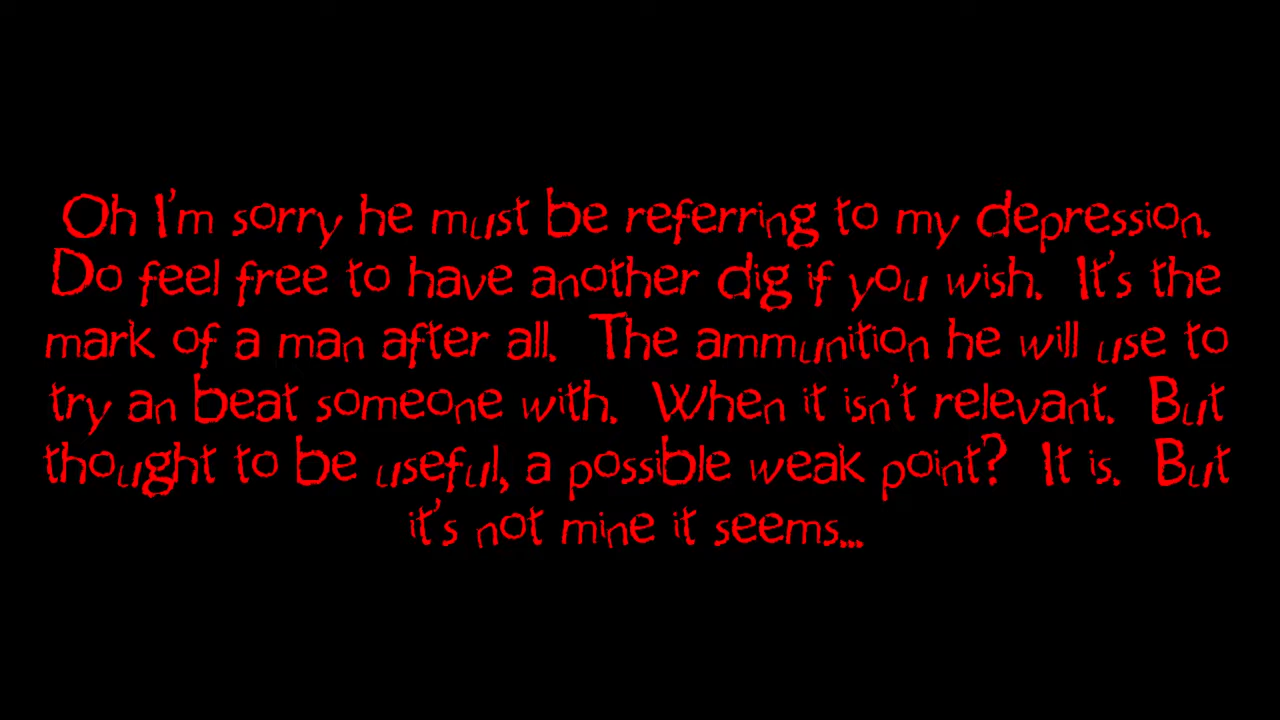 Oh I'm sorry he must be referring to my depression.
Do feel free to have another dig if you wish. It's the
mark of a man after all. The ammunition he will use to
try an beat someone with. When it isn't relevant. But
thought to be useful, a possible weak point? It is. But
it's not mine it seems...